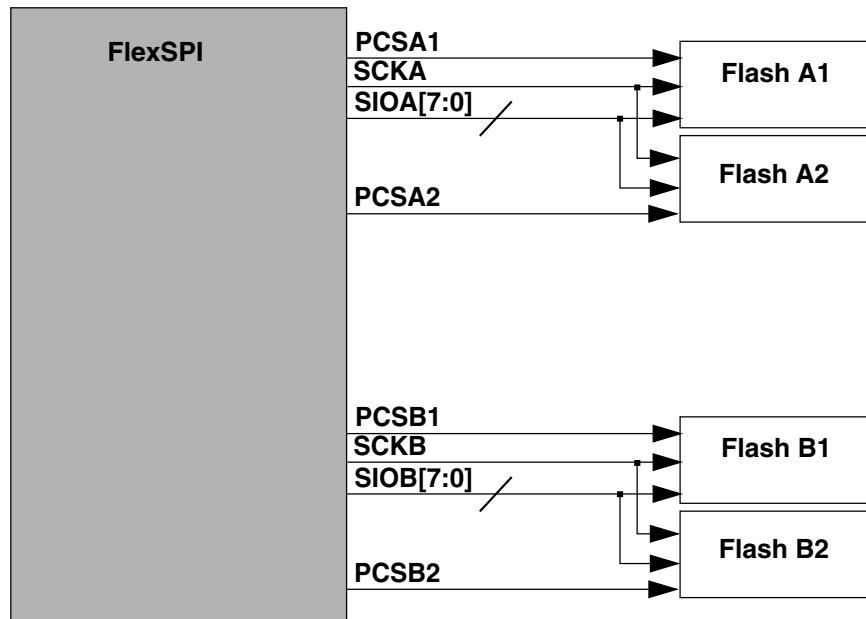 FlexSPI
PCSA1
SCKA
SIOA[7:0]
PCSA2
Flash A1
Flash A2
PCSB1
SCKB
SIOB[7:0]
PCSB2
Flash B1
Flash B2